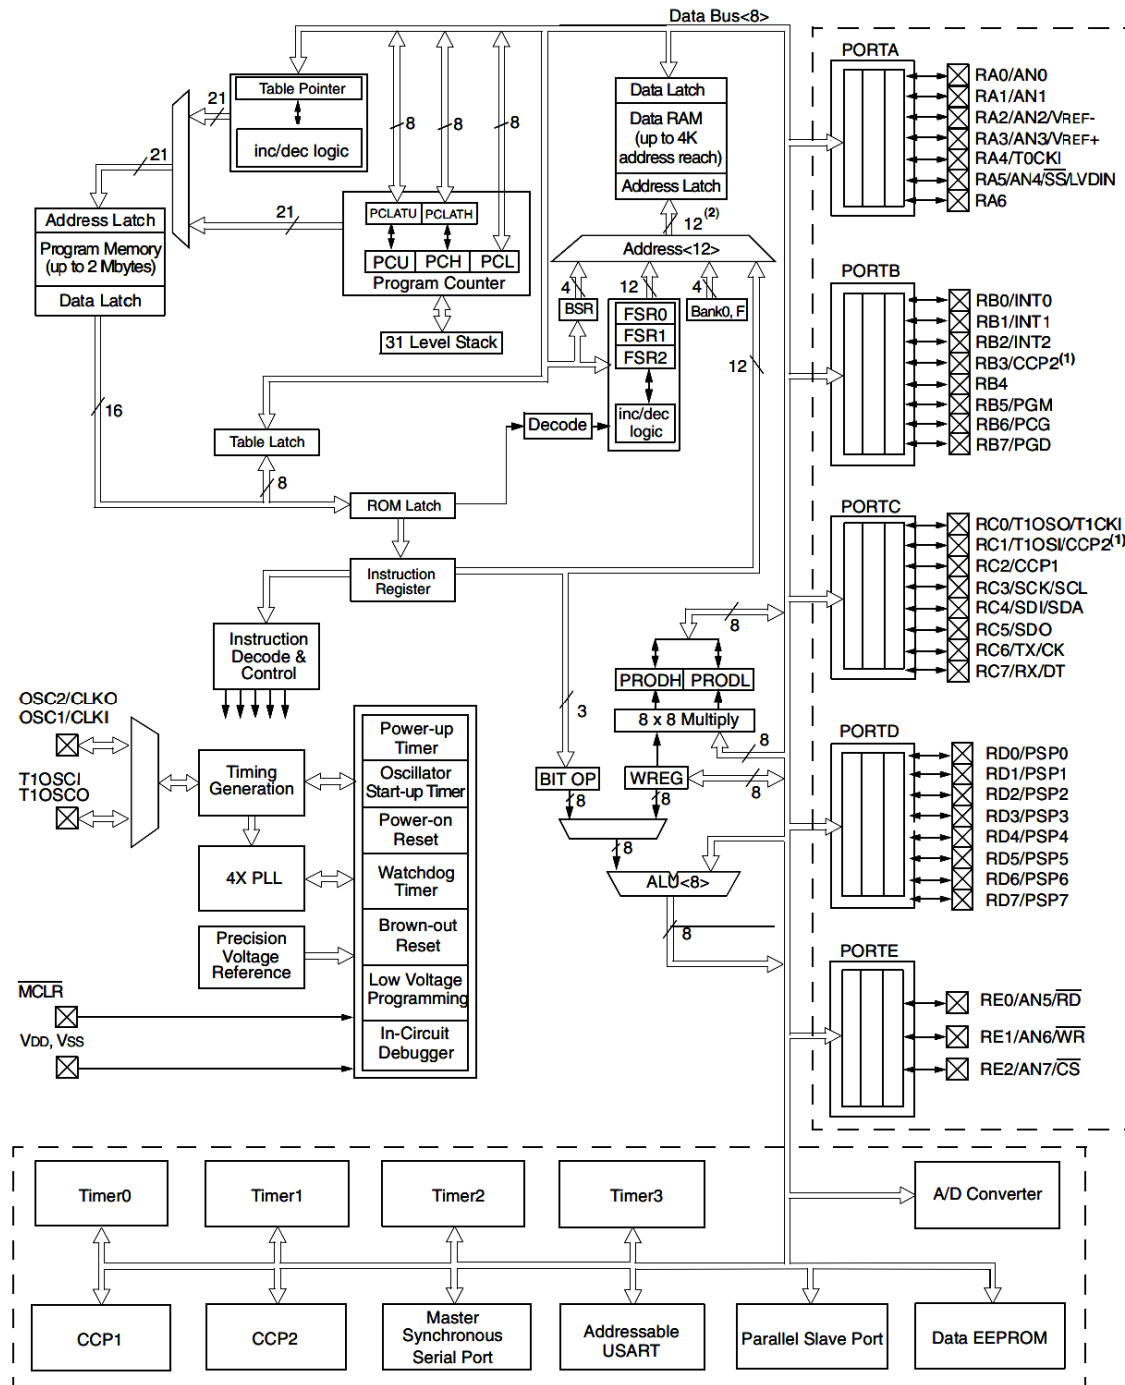 Data Bus<8>
PORTA
RA0/AN0
RA1/AN1
RA2/AN2/VREF-
RA3/AN3/VREF+
RA4/T0CKI
RA5/AN4/SS/LVDIN
RA6
Table Pointer
inc/dec logic
21
21
8
8
8
Data Latch
Data RAM
(up to 4K
address reach)
Address Latch
21
PCLATU
PCLATH
PCU
PCH
PCL
Program Counter
12(2)
Address<12>
Address Latch
Program Memory
(up to 2 Mbytes)
Data Latch
4
12
4
BSR
FSR0
FSR1
FSR2
Bank0, F
inc/dec
logic
31 Level Stack
12
PORTB
RB0/INT0
RB1/INT1
RB2/INT2
RB3/CCP2(1)
RB4
RB5/PGM
RB6/PCG
RB7/PGD
16
Decode
Table Latch
8
ROM Latch
Instruction
Register
PORTC
RC0/T1OSO/T1CKI
RC1/T1OSI/CCP2(1)
RC2/CCP1
RC3/SCK/SCL
RC4/SDI/SDA
RC5/SDO
RC6/TX/CK
RC7/RX/DT
Instruction
Decode &
Control
8
PRODH
PRODL
3
8 x 8 Multiply
8
BIT OP
WREG
8
8
8
8
ALU<8>
8
OSC2/CLKO
OSC1/CLKI
T1OSCI
T1OSCO
Timing
Generation
4X PLL
Precision
Voltage
Reference
MCLR
VDD, VSS
Power-up
Timer
Oscillator
Start-up Timer
Power-on
Reset
Watchdog
Timer
Brown-out
Reset
Low Voltage
Programming
In-Circuit
Debugger
PORTD
RD0/PSP0
RD1/PSP1
RD2/PSP2
RD3/PSP3
RD4/PSP4
RD5/PSP5
RD6/PSP6
RD7/PSP7
PORTE
RE0/AN5/RD
RE1/AN6/WR
RE2/AN7/CS
Timer0
Timer1
Timer2
Timer3
A/D Converter
CCP1
CCP2
Master
Synchronous
Serial Port
Addressable
USART
Parallel Slave Port
Data EEPROM